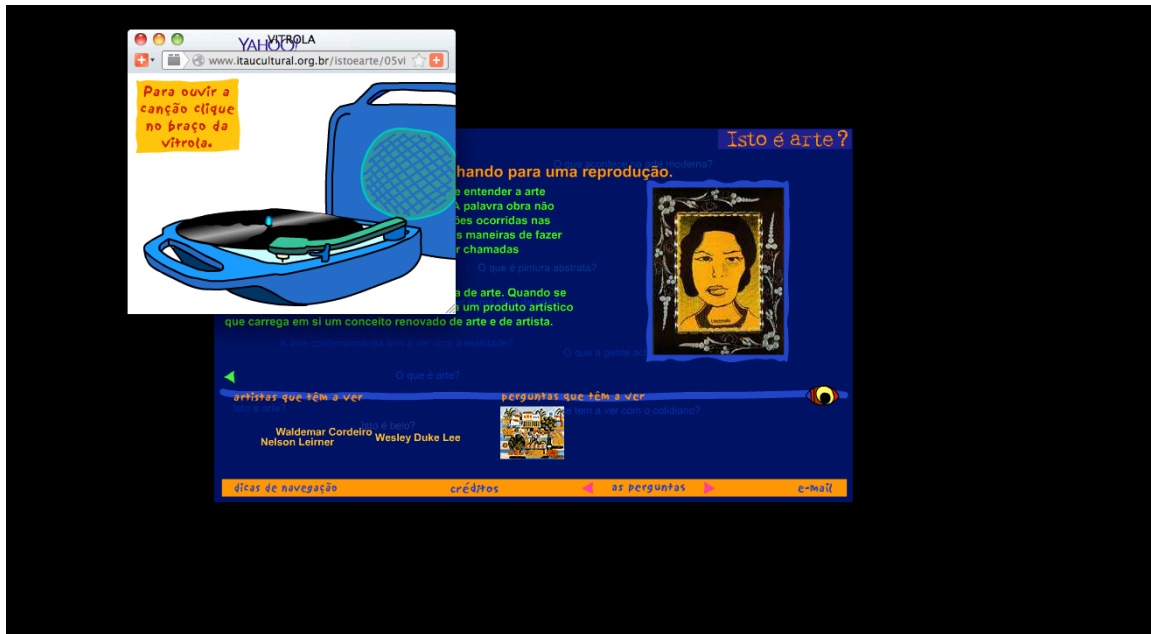 VITROLA
YAHOO!
www.itaucultural.org.br/istoearte/05vi
Para ouvir a
canção clique
no braço da
vitrola.
Isto é arte?
O que acontece na arte moderna?
hando para uma reprodução.
e entender a arte
A palavra obra não
ões ocorridas nas
s maneiras de fazer
r chamadas
O que é pintura abstrata?
a de arte. Quando se
a um produto artístico
que carrega em si um conceito renovado de arte e de artista.
A arte contemporânea tem a ver com a realidade?
O que a gente
O que é arte?
artistas que têm a ver
perguntas que têm a ver
Isto é arte?
e tem a ver com o cotidiano?
Isto é belo?
Waldemar Cordeiro
Nelson Leirner
Wesley Duke Lee
dicas de navegação
créditos
as perguntas
e-mail